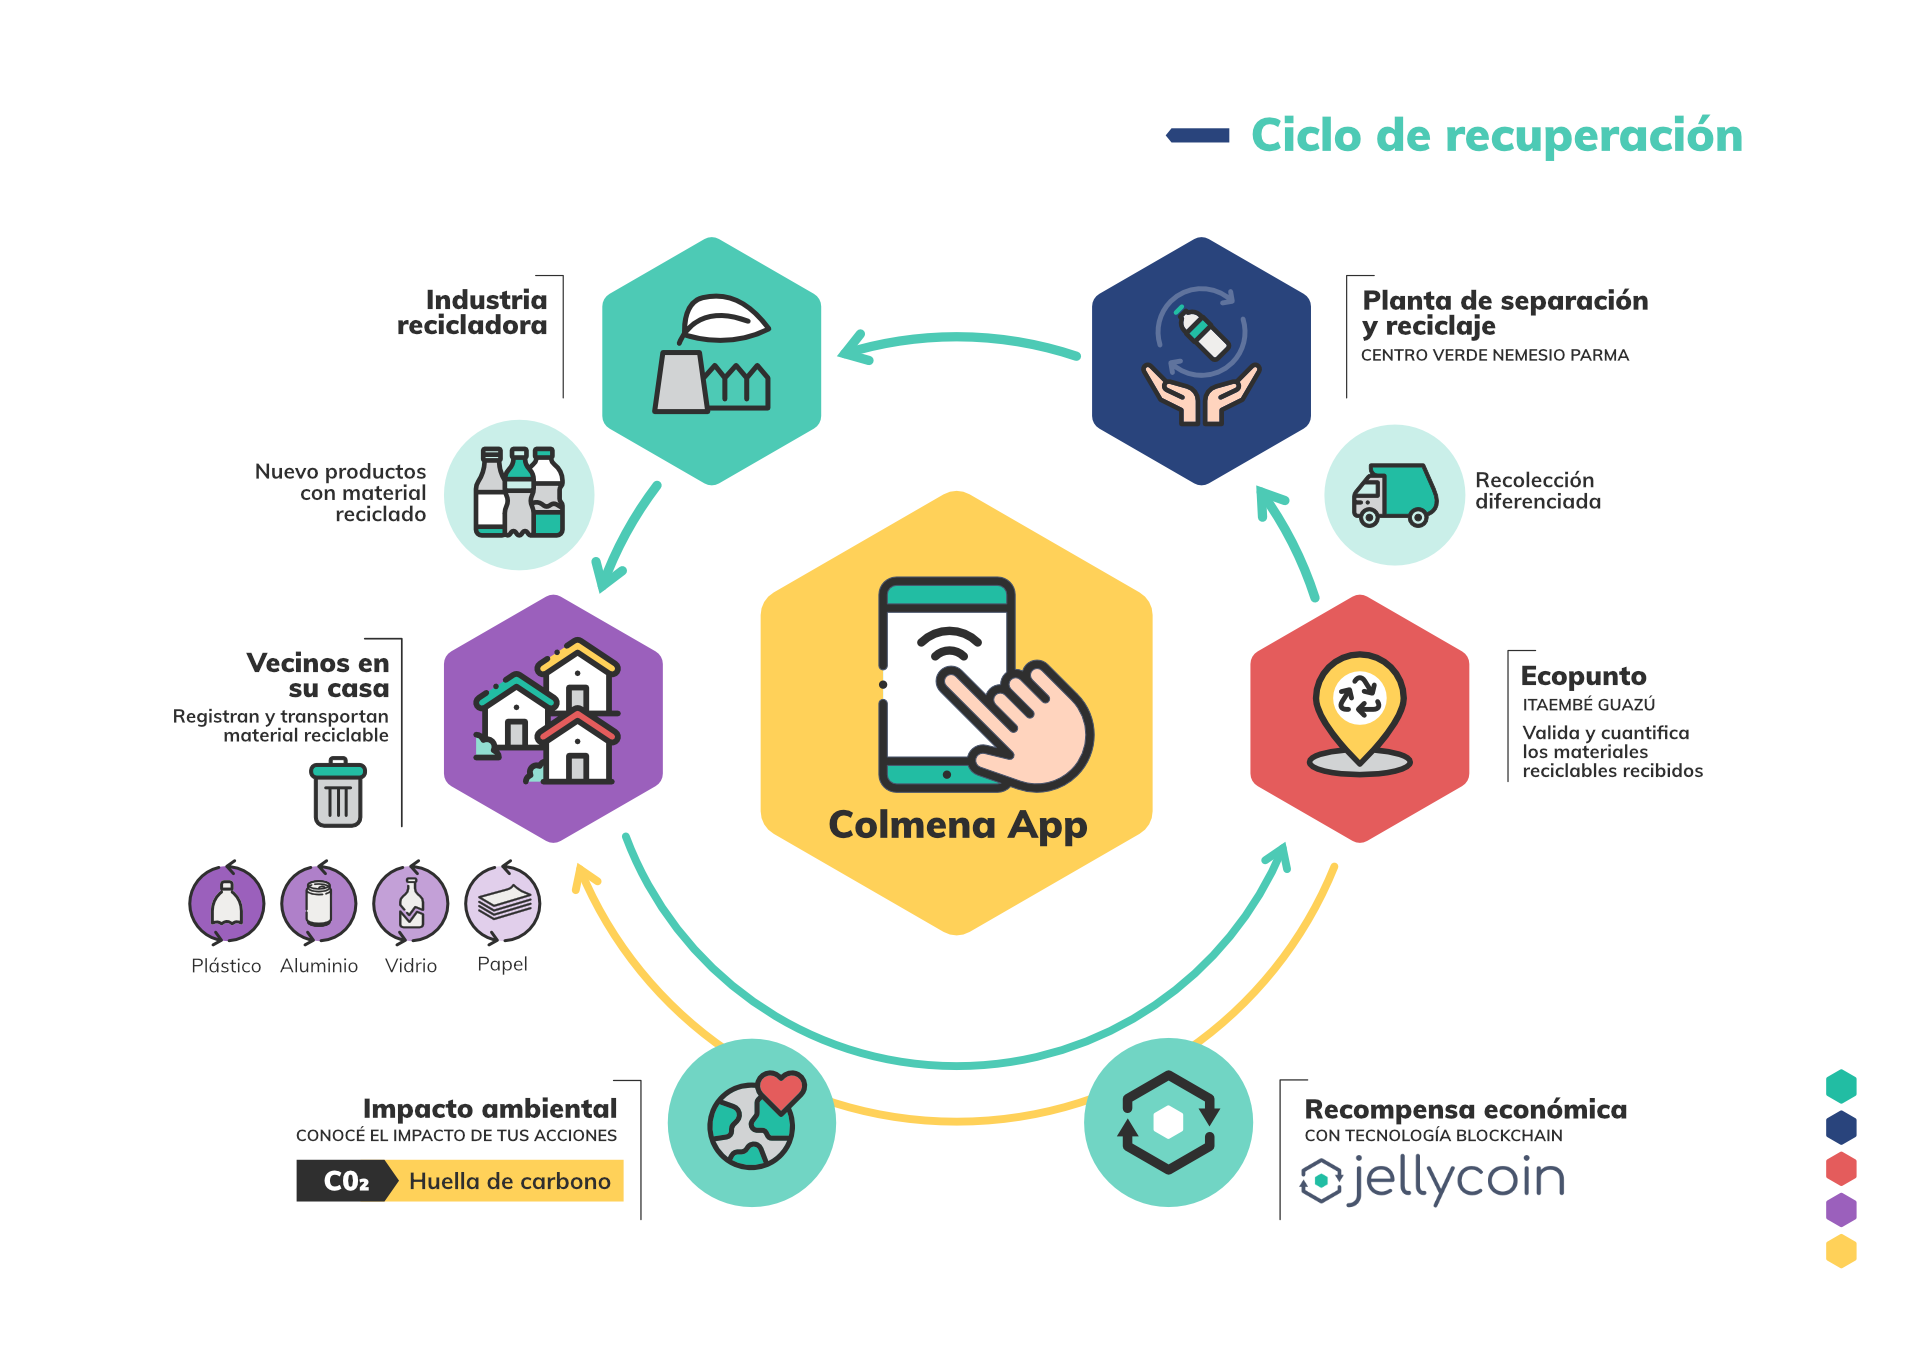 Ciclo de recuperación
Industria
recicladora
Planta de separación
y reciclaje
CENTRO VERDE NEMESIO PARMA
Nuevo productos
con material
reciclado
Recolección
diferenciada
Vecinos en
su casa
Registran y transportan
material reciclable
Colmena App
Ecopunto
ITAEMBÉ GUAZÚ
Valida y cuantifica
los materiales
reciclables recibidos
Plástico
Aluminio
Vidrio
Papel
Impacto ambiental
CONOCÉ EL IMPACTO DE TUS ACCIONES
C0₂
Huella de carbono
Recompensa económica
CON TECNOLOGÍA BLOCKCHAIN
jellycoin